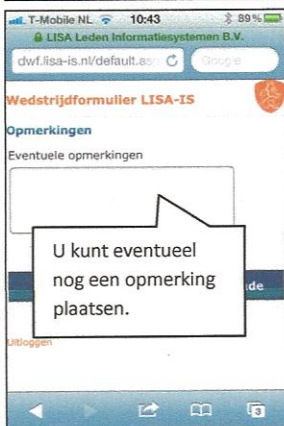 T-Mobile NL 10:43 89%
LISA Leden Informatiesystemen B.V.
dwf.lisa-is.nl/default.as Google
Wedstrijdformulier LISA-IS
Opmerkingen
Eventuele opmerkingen
U kunt eventueel
nog een opmerking
plaatsen.
de
Uitloggen
3